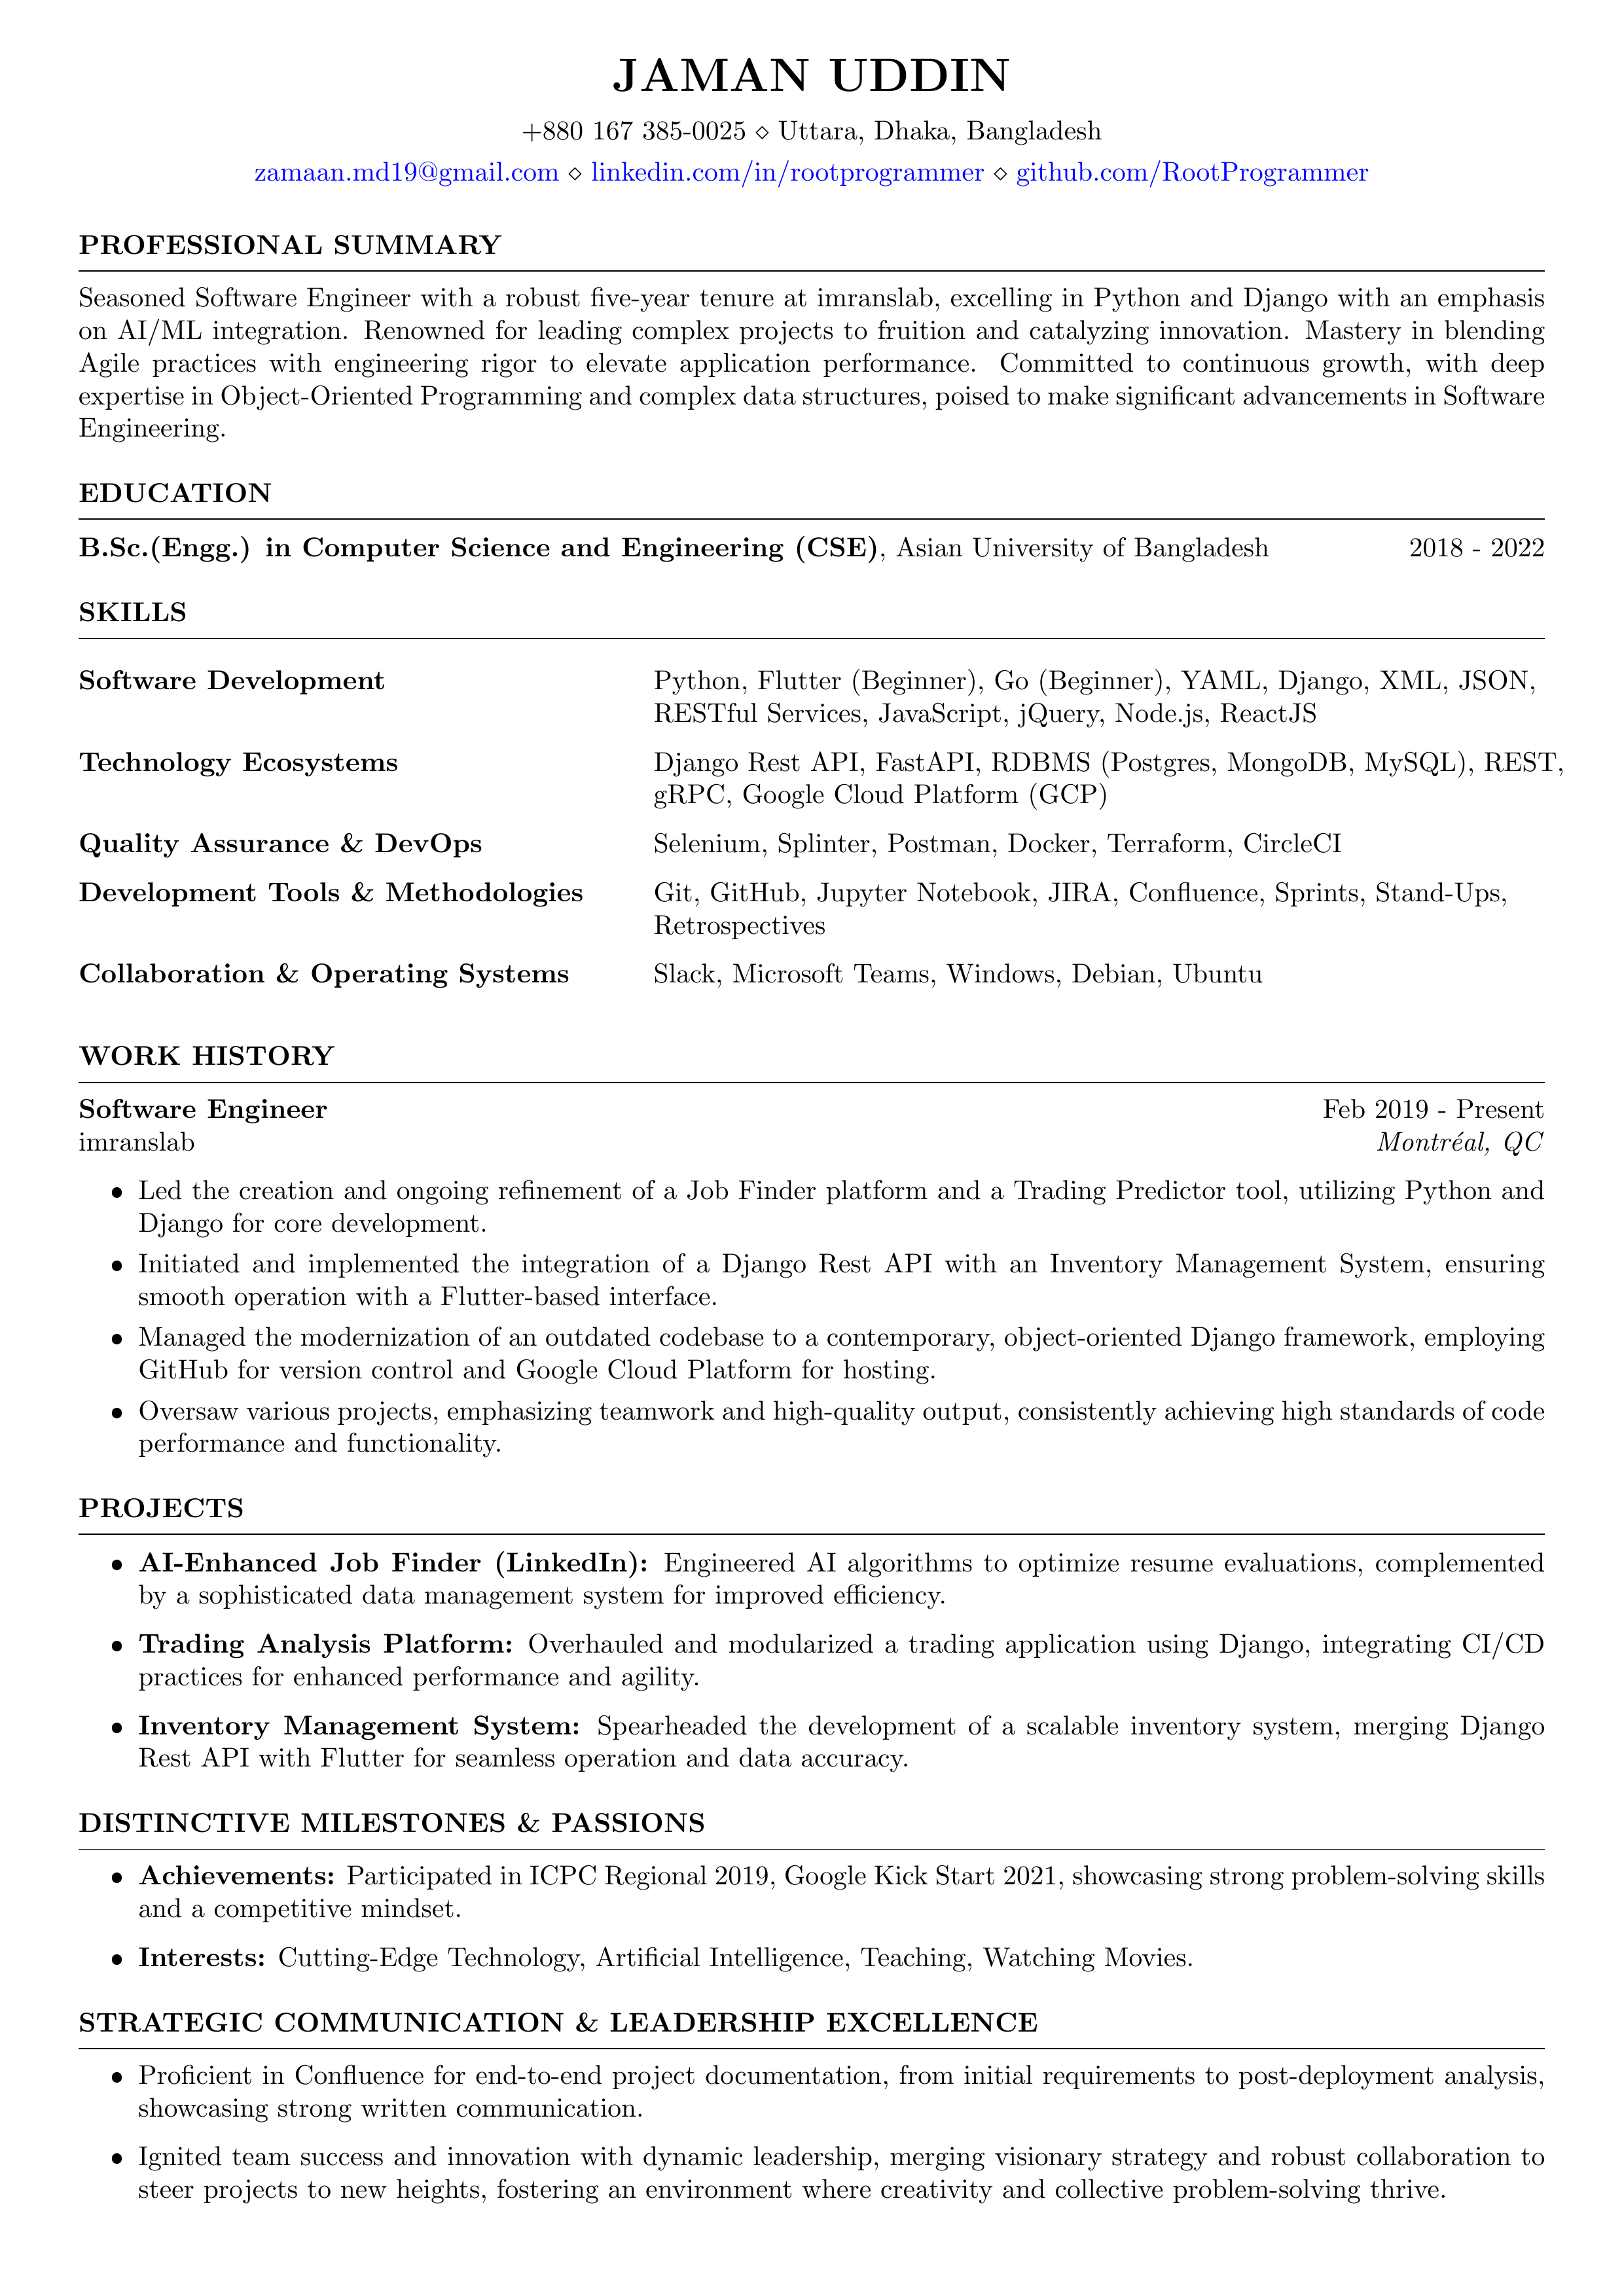 JAMAN UDDIN
+880 167 385-0025 ⋄ Uttara, Dhaka, Bangladesh
zamaan.md19@gmail.com ⋄ linkedin.com/in/rootprogrammer ⋄ github.com/RootProgrammer
PROFESSIONAL SUMMARY
Seasoned Software Engineer with a robust five-year tenure at imranslab, excelling in Python and Django with an emphasis
on AI/ML integration. Renowned for leading complex projects to fruition and catalyzing innovation. Mastery in blending
Agile practices with engineering rigor to elevate application performance. Committed to continuous growth, with deep
expertise in Object-Oriented Programming and complex data structures, poised to make significant advancements in Software
Engineering.
EDUCATION
B.Sc.(Engg.) in Computer Science and Engineering (CSE), Asian University of Bangladesh 2018 - 2022
SKILLS
Software Development Python, Flutter (Beginner), Go (Beginner), YAML, Django, XML, JSON,
RESTful Services, JavaScript, jQuery, Node.js, ReactJS
Technology Ecosystems Django Rest API, FastAPI, RDBMS (Postgres, MongoDB, MySQL), REST,
gRPC, Google Cloud Platform (GCP)
Quality Assurance & DevOps Selenium, Splinter, Postman, Docker, Terraform, CircleCI
Development Tools & Methodologies Git, GitHub, Jupyter Notebook, JIRA, Confluence, Sprints, Stand-Ups,
Retrospectives
Collaboration & Operating Systems Slack, Microsoft Teams, Windows, Debian, Ubuntu
WORK HISTORY
Software Engineer Feb 2019 - Present
imranslab Montréal, QC
• Led the creation and ongoing refinement of a Job Finder platform and a Trading Predictor tool, utilizing Python and
Django for core development.
• Initiated and implemented the integration of a Django Rest API with an Inventory Management System, ensuring
smooth operation with a Flutter-based interface.
• Managed the modernization of an outdated codebase to a contemporary, object-oriented Django framework, employing
GitHub for version control and Google Cloud Platform for hosting.
• Oversaw various projects, emphasizing teamwork and high-quality output, consistently achieving high standards of code
performance and functionality.
PROJECTS
• AI-Enhanced Job Finder (LinkedIn): Engineered AI algorithms to optimize resume evaluations, complemented
by a sophisticated data management system for improved efficiency.
• Trading Analysis Platform: Overhauled and modularized a trading application using Django, integrating CI/CD
practices for enhanced performance and agility.
• Inventory Management System: Spearheaded the development of a scalable inventory system, merging Django
Rest API with Flutter for seamless operation and data accuracy.
DISTINCTIVE MILESTONES & PASSIONS
• Achievements: Participated in ICPC Regional 2019, Google Kick Start 2021, showcasing strong problem-solving skills
and a competitive mindset.
• Interests: Cutting-Edge Technology, Artificial Intelligence, Teaching, Watching Movies.
STRATEGIC COMMUNICATION & LEADERSHIP EXCELLENCE
• Proficient in Confluence for end-to-end project documentation, from initial requirements to post-deployment analysis,
showcasing strong written communication.
• Ignited team success and innovation with dynamic leadership, merging visionary strategy and robust collaboration to
steer projects to new heights, fostering an environment where creativity and collective problem-solving thrive.